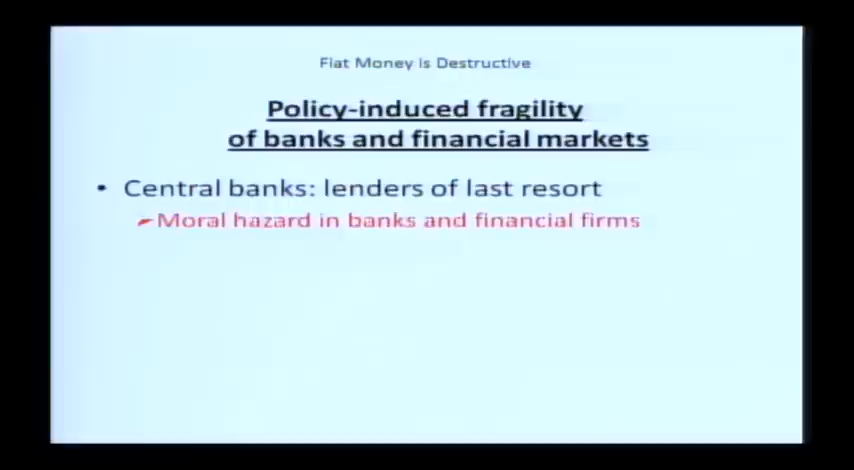 Fiat Money is Destructive
Policy-induced fragility
of banks and financial markets
• Central banks: lenders of last resort
➢Moral hazard in banks and financial firms